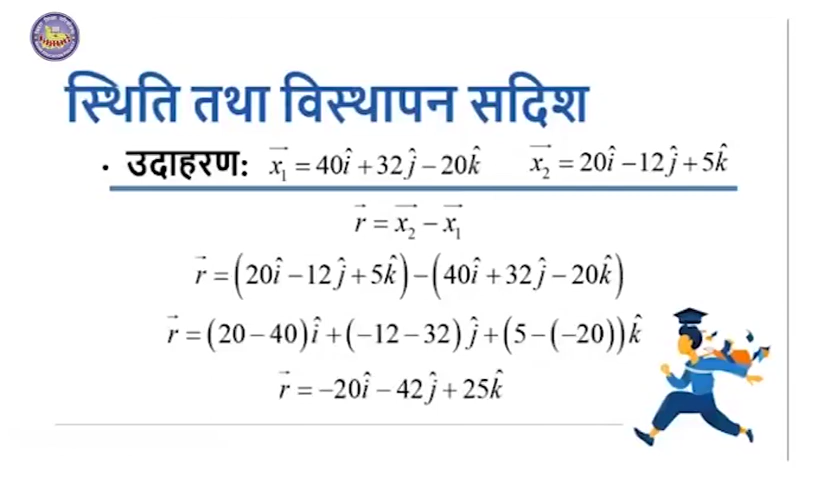 स्थिति तथा विस्थापन सदिश
• उदाहरण: x₁⃗ = 40î + 32ĵ − 20k̂ x₂⃗ = 20î − 12ĵ + 5k̂
r⃗ = x₂⃗ − x₁⃗
r⃗ = (20î − 12ĵ + 5k̂) − (40î + 32ĵ − 20k̂)
r⃗ = (20 − 40)î + (−12 − 32)ĵ + (5 − (−20))k̂
r⃗ = −20î − 42ĵ + 25k̂